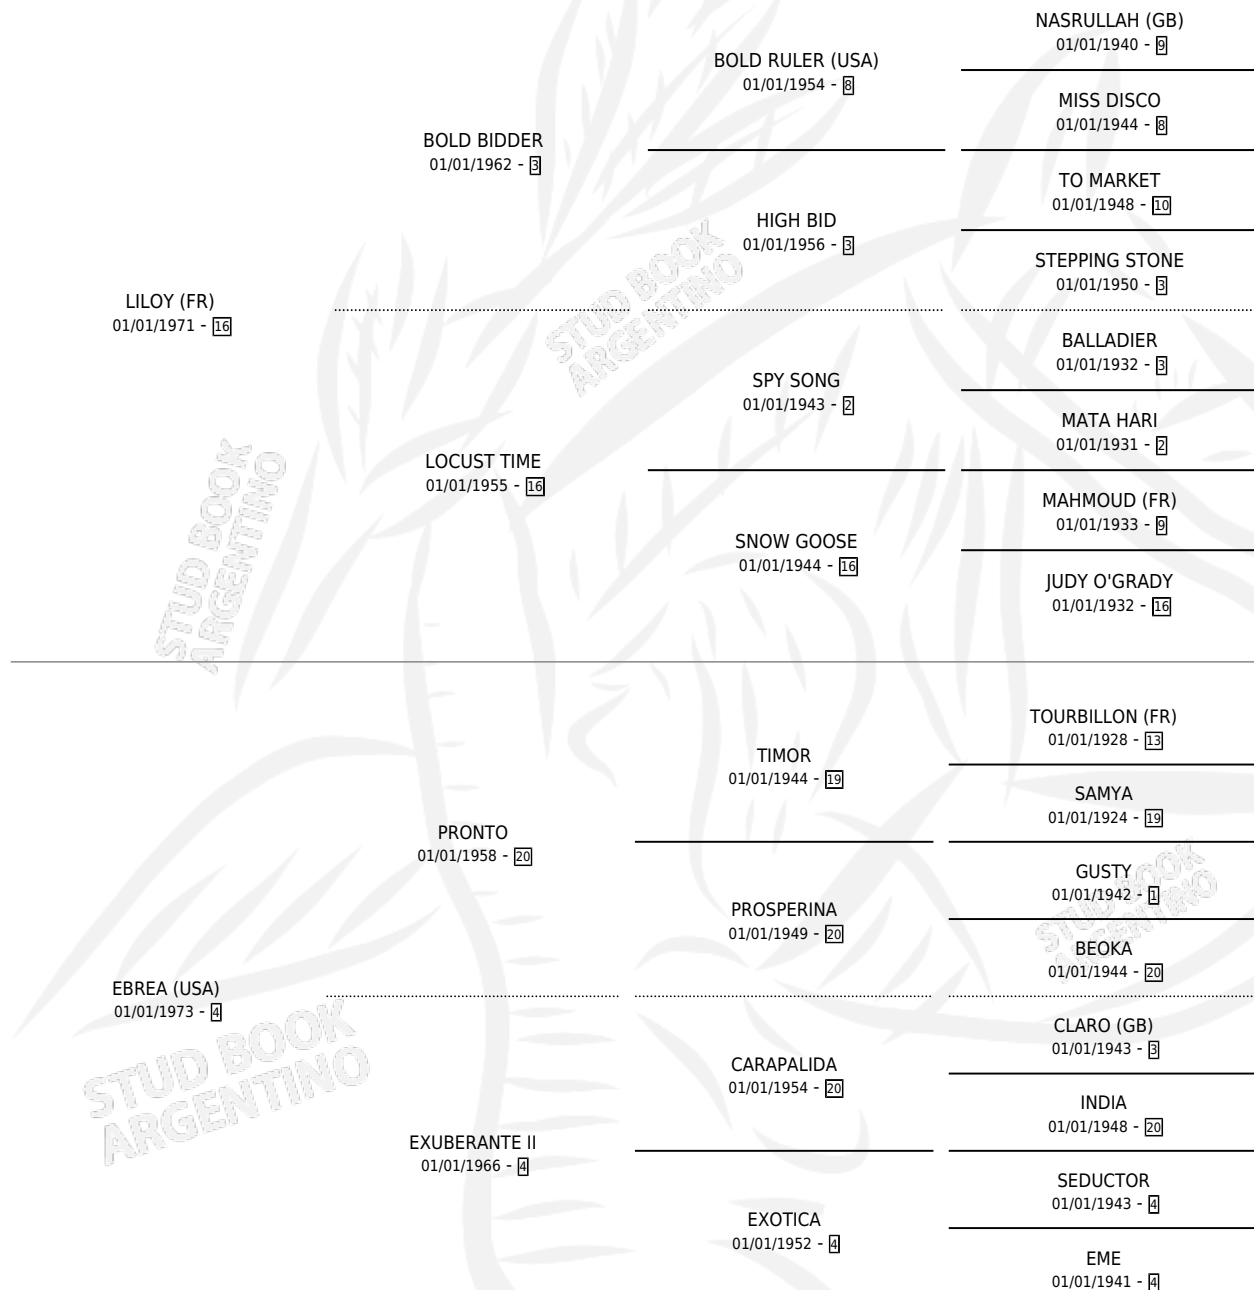 NASRULLAH (GB)
01/01/1940 - 9
BOLD RULER (USA)
01/01/1954 - 8
MISS DISCO
01/01/1944 - 8
BOLD BIDDER
01/01/1962 - 3
TO MARKET
01/01/1948 - 10
HIGH BID
01/01/1956 - 3
STEPPING STONE
01/01/1950 - 3
LILOY (FR)
01/01/1971 - 16
BALLADIER
01/01/1932 - 3
SPY SONG
01/01/1943 - 2
MATA HARI
01/01/1931 - 2
LOCUST TIME
01/01/1955 - 16
MAHMOUD (FR)
01/01/1933 - 9
SNOW GOOSE
01/01/1944 - 16
JUDY O'GRADY
01/01/1932 - 16
TOURBILLON (FR)
01/01/1928 - 13
TIMOR
01/01/1944 - 19
SAMYA
01/01/1924 - 19
PRONTO
01/01/1958 - 20
GUSTY
01/01/1942 - 1
PROSPERINA
01/01/1949 - 20
BEOKA
01/01/1944 - 20
EBREA (USA)
01/01/1973 - 4
CLARO (GB)
01/01/1943 - 3
CARAPALIDA
01/01/1954 - 20
INDIA
01/01/1948 - 20
EXUBERANTE II
01/01/1966 - 4
SEDUCTOR
01/01/1943 - 4
EXOTICA
01/01/1952 - 4
EME
01/01/1941 - 4
STUD BOOK
ARGENTINO
STUD BOOK
ARGENTINO
STUD BOOK
ARGENTINO
STUD BOOK
ARGENTINO